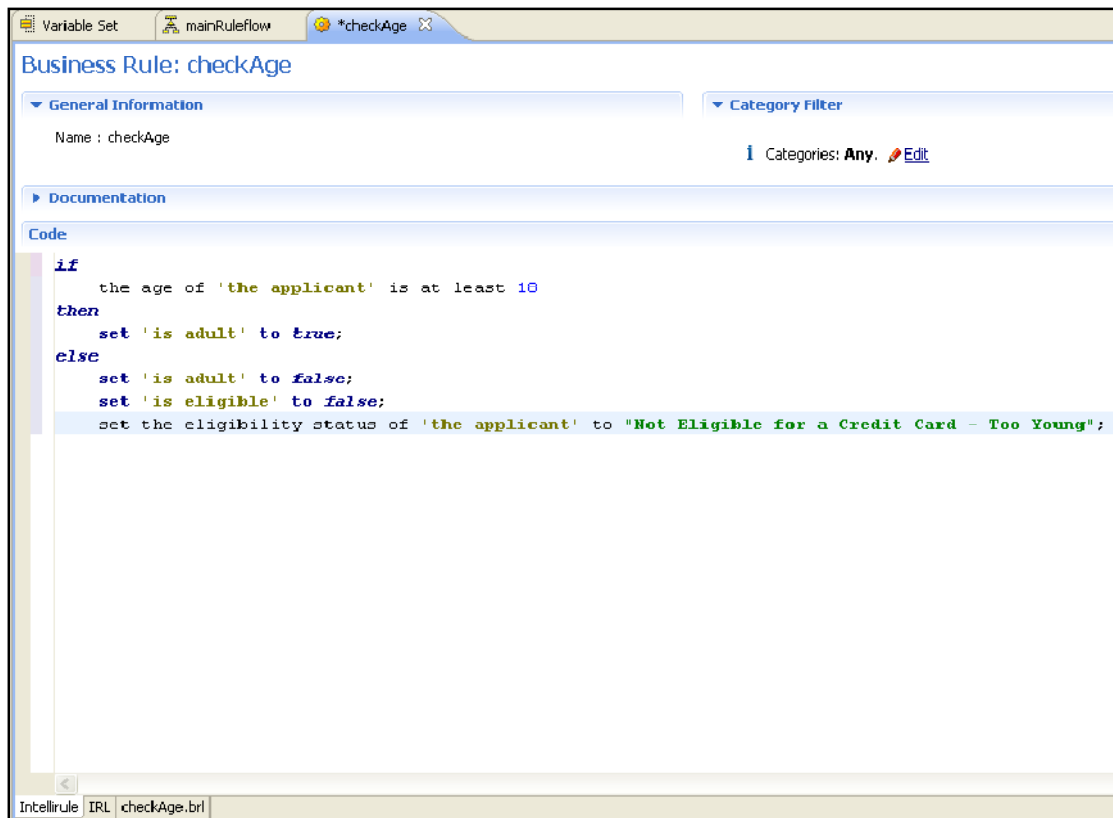 Variable Set mainRuleflow *checkAge
Business Rule: checkAge
General Information Category Filter
Name : checkAge
i Categories: Any. Edit
Documentation
Code
if
the age of 'the applicant' is at least 18
then
set 'is adult' to true;
else
set 'is adult' to false;
set 'is eligible' to false;
set the eligibility status of 'the applicant' to "Not Eligible for a Credit Card - Too Young";
Intellirule IRL checkAge.brl